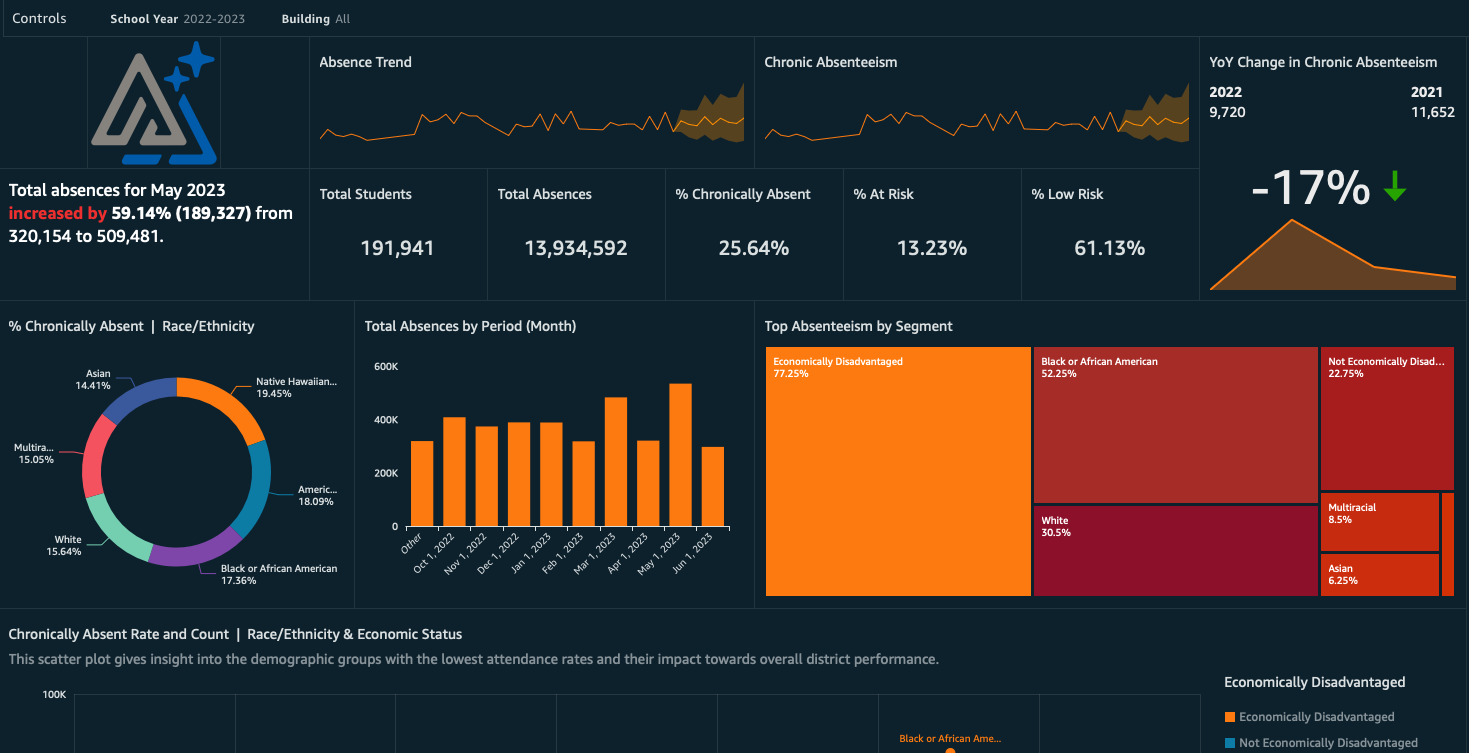 Controls
School Year 2022-2023
Building All
Absence Trend
Chronic Absenteeism
YoY Change in Chronic Absenteeism
2022
2021
9,720
11,652
-17%
Total absences for May 2023
increased by 59.14% (189,327) from
320,154 to 509,481.
Total Students
Total Absences
% Chronically Absent
% At Risk
% Low Risk
191,941
13,934,592
25.64%
13.23%
61.13%
% Chronically Absent | Race/Ethnicity
Asian
14.41%
Native Hawaiian...
19.45%
Multira...
15.05%
Americ...
18.09%
White
15.64%
Black or African American
17.36%
Total Absences by Period (Month)
600K
400K
200K
0
Other
Oct 1, 2022
Nov 1, 2022
Dec 1, 2022
Jan 1, 2023
Feb 1, 2023
Mar 1, 2023
Apr 1, 2023
May 1, 2023
Jun 1, 2023
Top Absenteeism by Segment
Economically Disadvantaged
77.25%
Black or African American
52.25%
Not Economically Disad...
22.75%
White
30.5%
Multiracial
8.5%
Asian
6.25%
Chronically Absent Rate and Count | Race/Ethnicity & Economic Status
This scatter plot gives insight into the demographic groups with the lowest attendance rates and their impact towards overall district performance.
100K
Black or African Ame...
Economically Disadvantaged
Economically Disadvantaged
Not Economically Disadvantaged